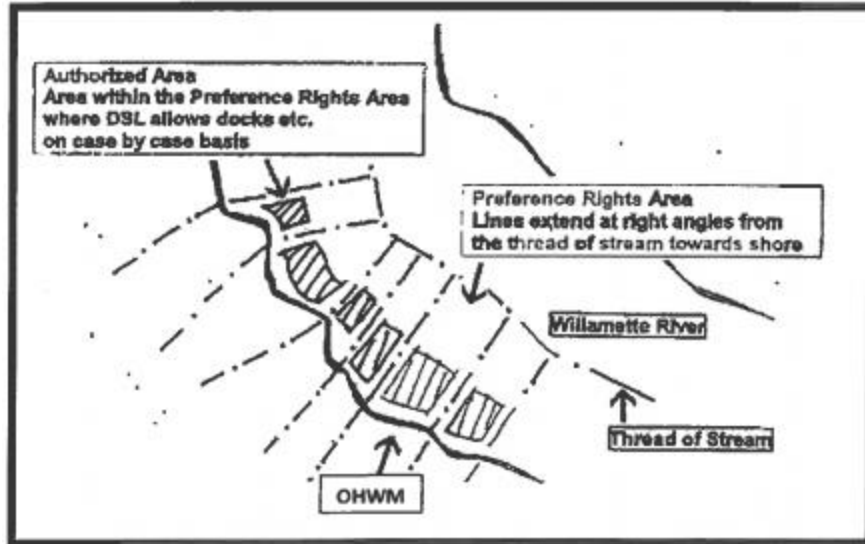 Authorized Area
Area within the Preference Rights Area
where DSL allows docks etc.
on case by case basis
Preference Rights Area
Lines extend at right angles from
the thread of stream towards shore
Willamette River
Thread of Stream
OHWM